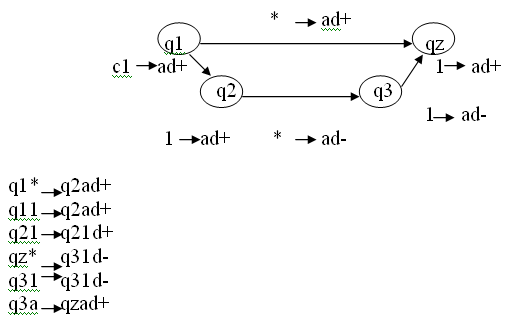 * → ad+
q1 qz
c1 → ad+ 1 → ad+
q2 q3
1 → ad-
1 → ad+ * → ad-
q1* → q2ad+
q11 → q2ad+
q21 → q21d+
qz* → q31d-
q31 → q31d-
q3a → qzad+